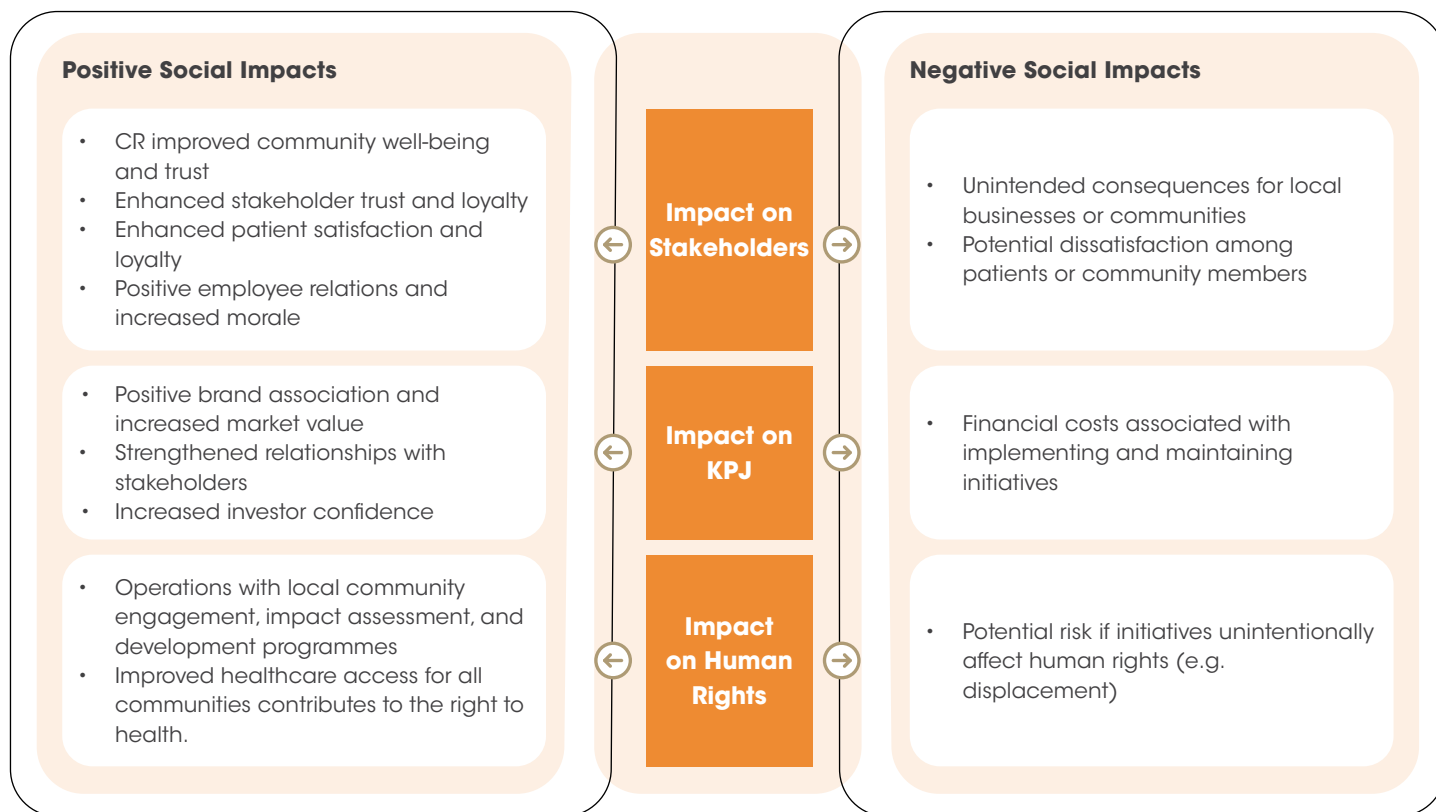 Positive Social Impacts
• CR improved community well-being
and trust
• Enhanced stakeholder trust and loyalty
• Enhanced patient satisfaction and
loyalty
• Positive employee relations and
increased morale
• Positive brand association and
increased market value
• Strengthened relationships with
stakeholders
• Increased investor confidence
• Operations with local community
engagement, impact assessment, and
development programmes
• Improved healthcare access for all
communities contributes to the right to
health.
Impact on
Stakeholders
Impact on
KPJ
Impact
on Human
Rights
Negative Social Impacts
• Unintended consequences for local
businesses or communities
• Potential dissatisfaction among
patients or community members
• Financial costs associated with
implementing and maintaining
initiatives
• Potential risk if initiatives unintentionally
affect human rights (e.g.
displacement)